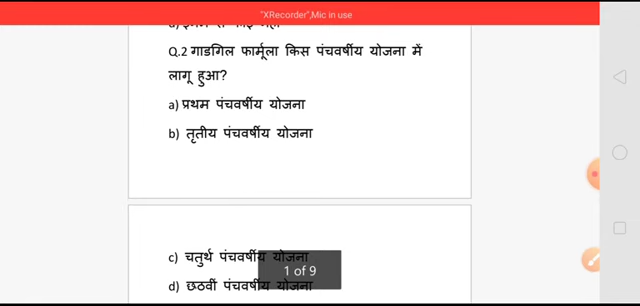 "XRecorder",Mic in use
Q.2 गाडगिल फार्मूला किस पंचवर्षीय योजना में
लागू हुआ?
a) प्रथम पंचवर्षीय योजना
b) तृतीय पंचवर्षीय योजना
c) चतुर्थ पंचवर्षीय योजना
1 of 9
d) छठवीं पंचवर्षीय योजना